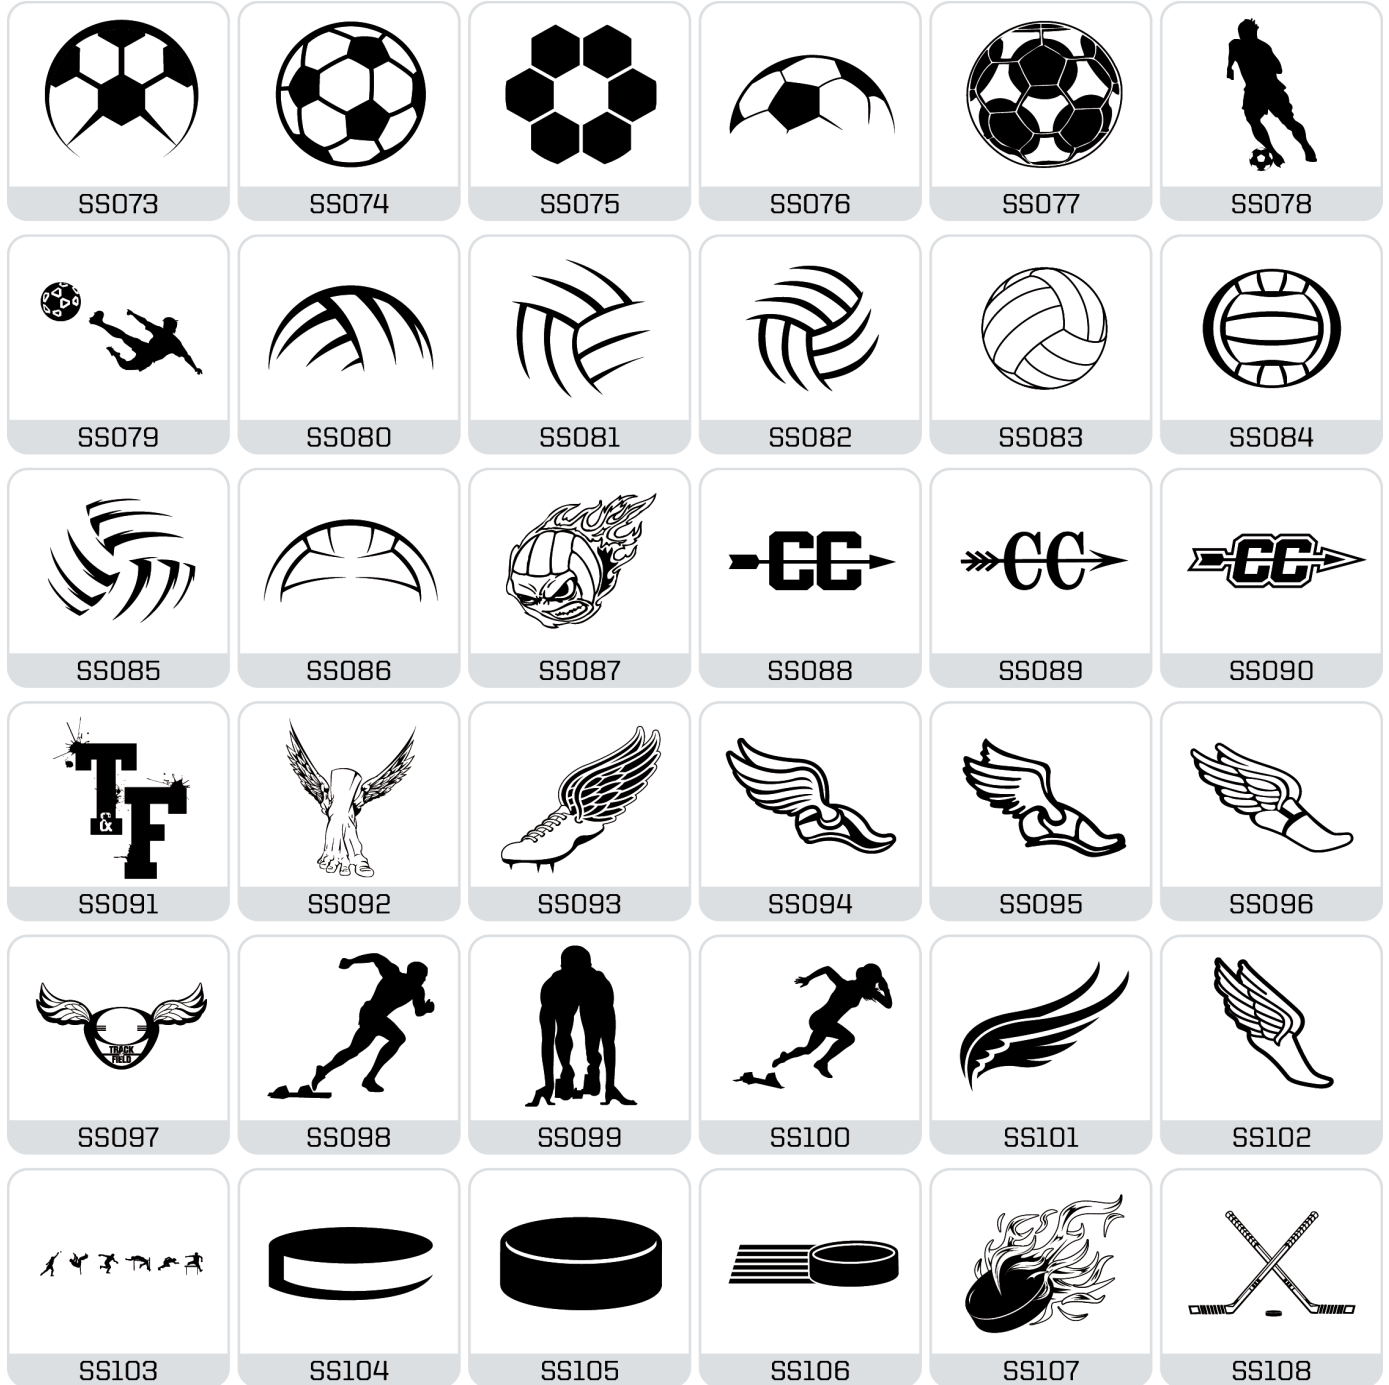 SS073 SS074 SS075 SS076 SS077 SS078
SS079 SS080 SS081 SS082 SS083 SS084
CC CC CC
SS085 SS086 SS087 SS088 SS089 SS090
T
&
F
SS091 SS092 SS093 SS094 SS095 SS096
TRACK
FIELD
SS097 SS098 SS099 SS100 SS101 SS102
SS103 SS104 SS105 SS106 SS107 SS108